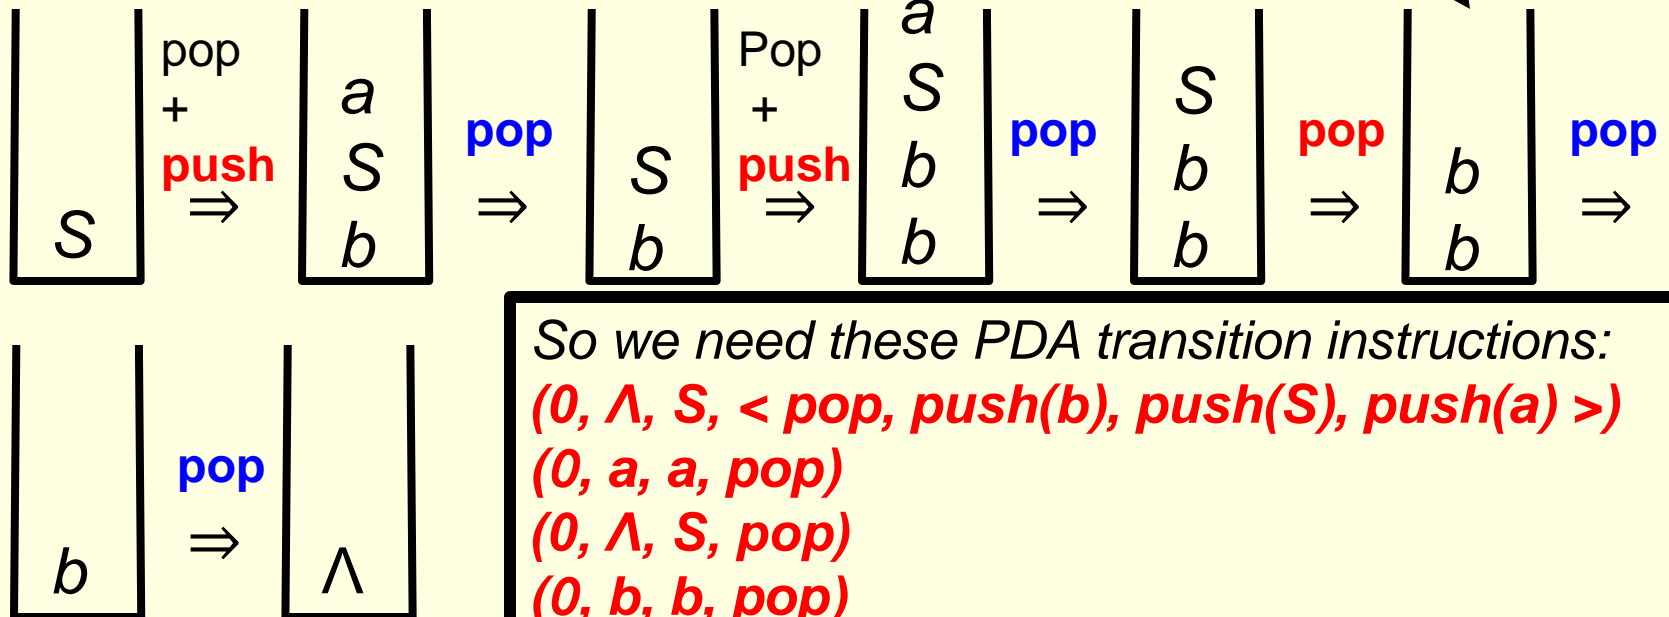 S
pop
+
push
⇒
a
S
b
pop
⇒
S
b
Pop
+
push
⇒
a
S
b
b
pop
⇒
S
b
b
pop
⇒
b
b
pop
⇒
b
pop
⇒
Λ
So we need these PDA transition instructions:
(0, Λ, S, < pop, push(b), push(S), push(a) >)
(0, a, a, pop)
(0, Λ, S, pop)
(0, b, b, pop)